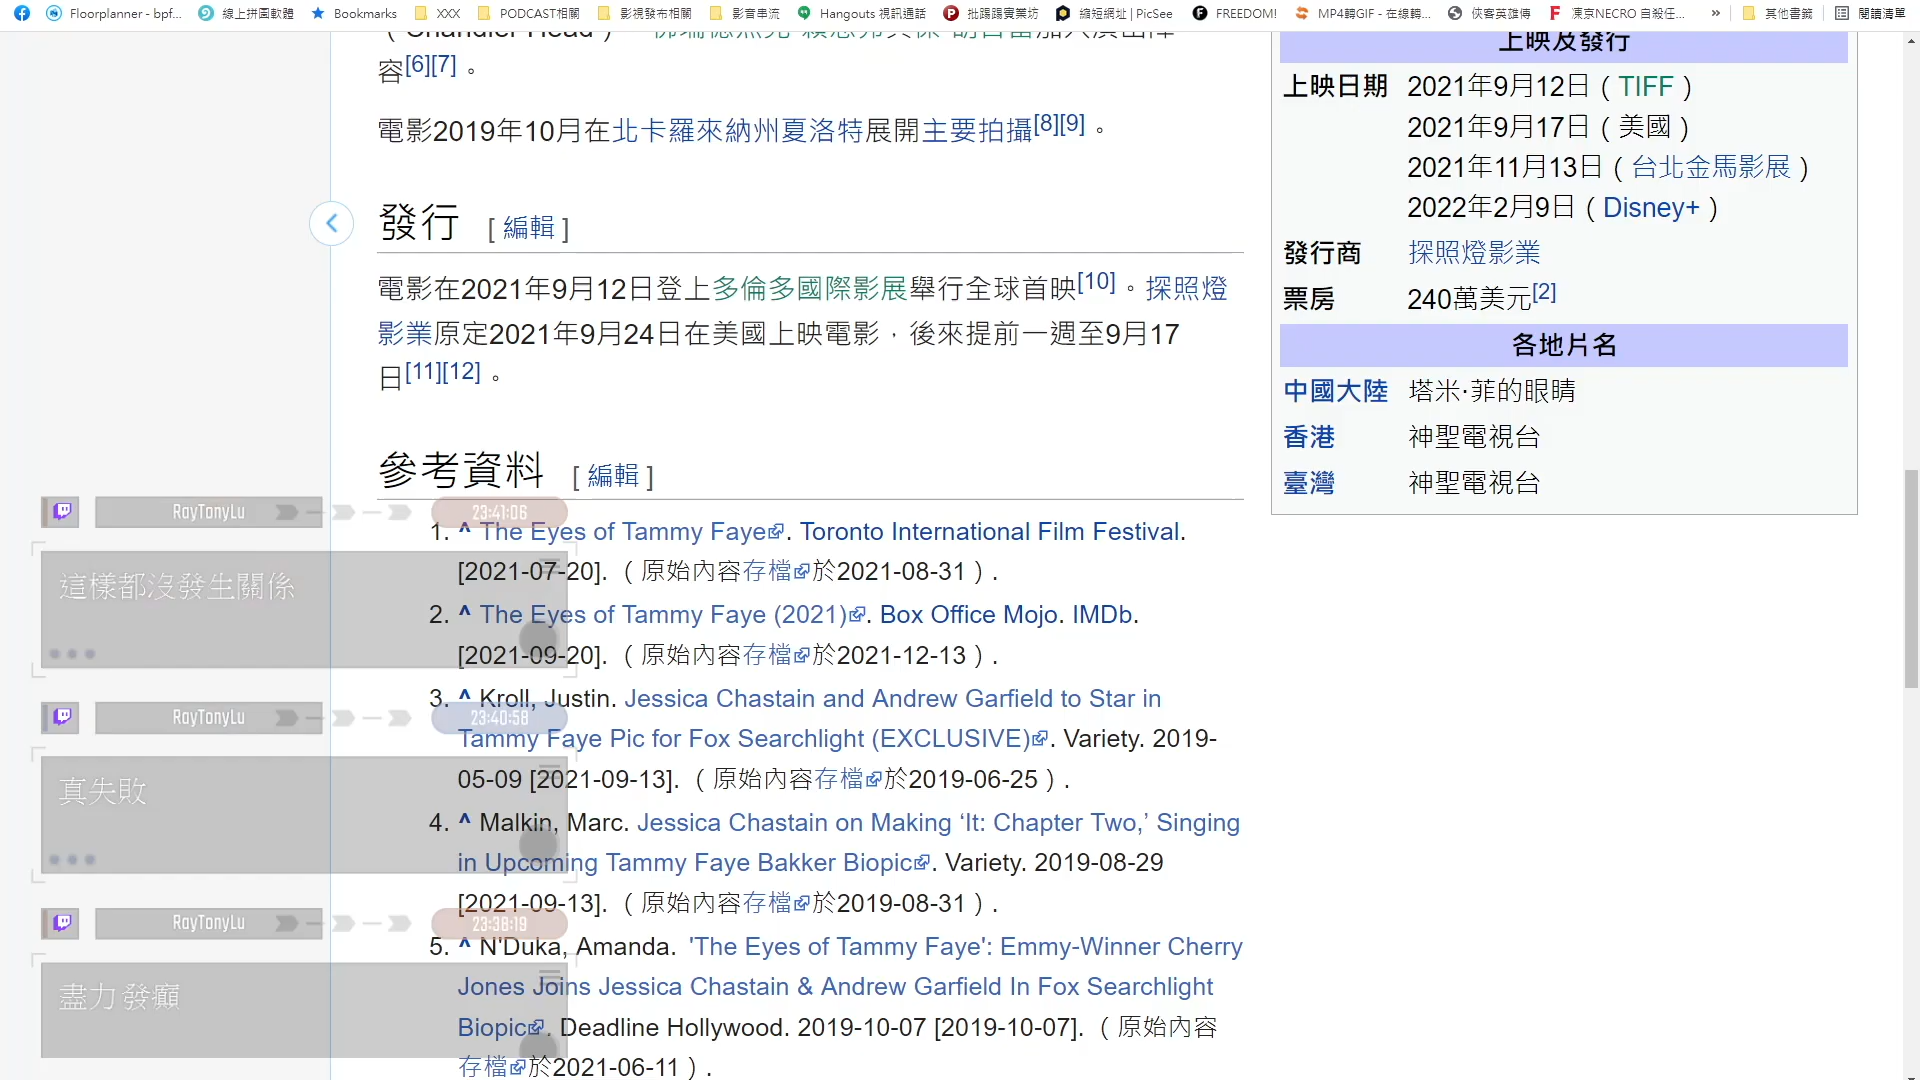 Floorplanner - bpf... 線上拼圖軟體 Bookmarks XXX PODCAST相關 影視發布相關 影音串流 Hangouts 視訊通話 批踢踢實業坊 縮短網址 | PicSee FREEDOM! MP4轉GIF - 在線轉... 俠客英雄傳 凍京NECRO 自殺任... » 其他書籤 閱讀清單
容[6][7]。
電影2019年10月在北卡羅來納州夏洛特展開主要拍攝[8][9]。
發行 [編輯]
電影在2021年9月12日登上多倫多國際影展舉行全球首映[10]。探照燈
影業原定2021年9月24日在美國上映電影，後來提前一週至9月17
日[11][12]。
參考資料 [編輯]
1. ^ The Eyes of Tammy Faye. Toronto International Film Festival.
[2021-07-20]. （原始內容存檔於2021-08-31）.
2. ^ The Eyes of Tammy Faye (2021). Box Office Mojo. IMDb.
[2021-09-20]. （原始內容存檔於2021-12-13）.
3. ^ Kroll, Justin. Jessica Chastain and Andrew Garfield to Star in
Tammy Faye Pic for Fox Searchlight (EXCLUSIVE). Variety. 2019-
05-09 [2021-09-13]. （原始內容存檔於2019-06-25）.
4. ^ Malkin, Marc. Jessica Chastain on Making ‘It: Chapter Two,’ Singing
in Upcoming Tammy Faye Bakker Biopic. Variety. 2019-08-29
[2021-09-13]. （原始內容存檔於2019-08-31）.
5. ^ N'Duka, Amanda. 'The Eyes of Tammy Faye': Emmy-Winner Cherry
Jones Joins Jessica Chastain & Andrew Garfield In Fox Searchlight
Biopic. Deadline Hollywood. 2019-10-07 [2019-10-07]. （原始內容
存檔於2021-06-11）.
上映及發行
上映日期 2021年9月12日（TIFF）
2021年9月17日（美國）
2021年11月13日（台北金馬影展）
2022年2月9日（Disney+）
發行商 探照燈影業
票房 240萬美元[2]
各地片名
中國大陸 塔米·菲的眼睛
香港 神聖電視台
臺灣 神聖電視台
RayTonyLu 23:41:06
這樣都沒發生關係
RayTonyLu 23:40:58
真失敗
RayTonyLu 23:38:19
盡力發癲